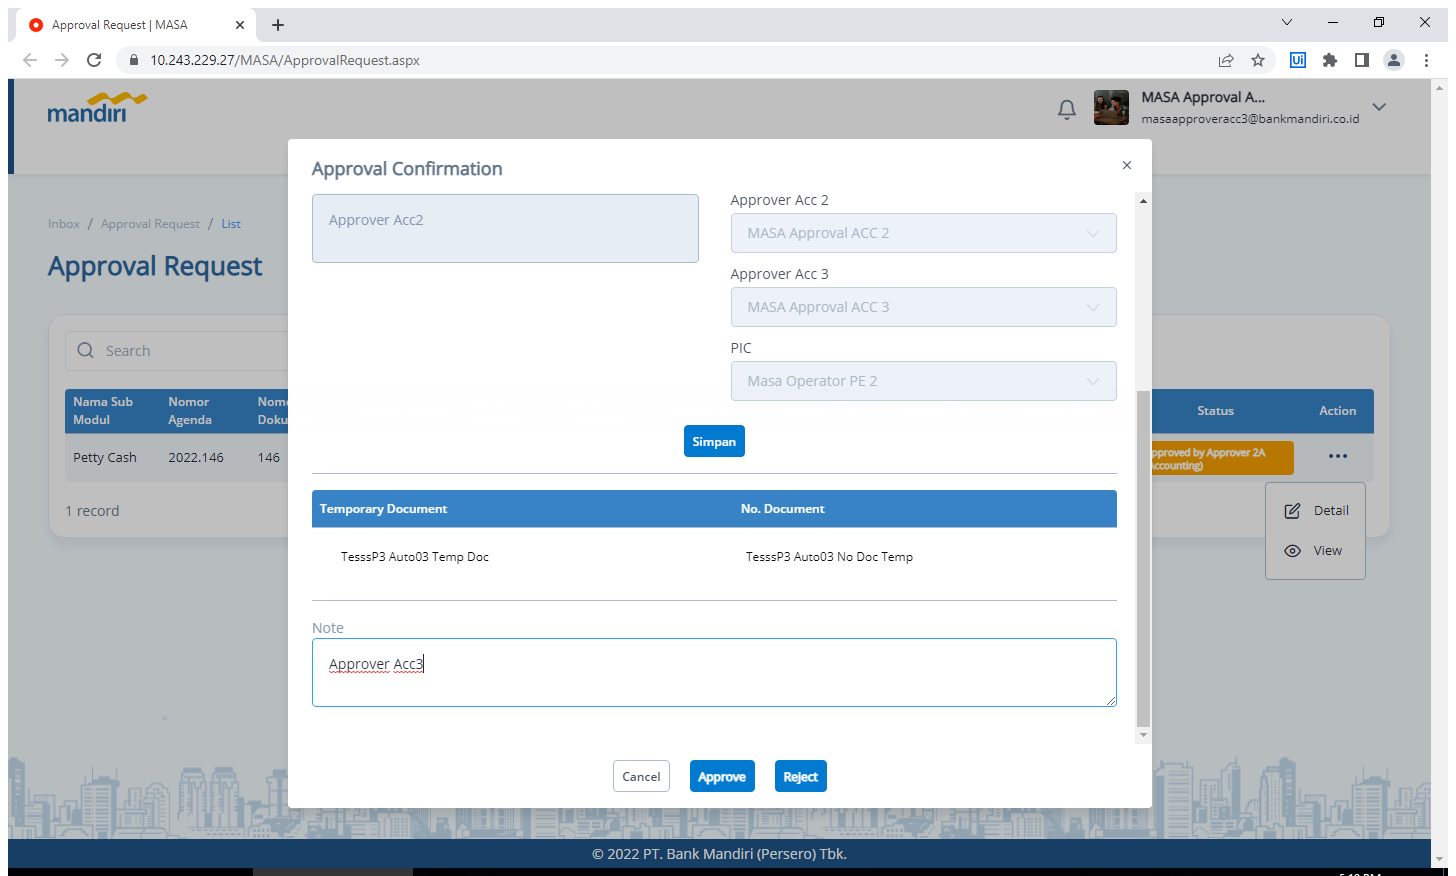 Approval Request | MASA
10.243.229.27/MASA/ApprovalRequest.aspx
Ui
mandiri
MASA Approval A...
masaapproveracc3@bankmandiri.co.id
Inbox / Approval Request / List
Approval Request
Search
Nama Sub Modul
Nomor Agenda
Nomo
Doku
Status
Action
Petty Cash
2022.146
146
pproved by Approver 2A
ccounting)
1 record
Detail
View
Approval Confirmation
Approver Acc2
Approver Acc 2
MASA Approval ACC 2
Approver Acc 3
MASA Approval ACC 3
PIC
Masa Operator PE 2
Simpan
Temporary Document
No. Document
TesssP3 Auto03 Temp Doc
TesssP3 Auto03 No Doc Temp
Note
Approver Acc3
Cancel
Approve
Reject
© 2022 PT. Bank Mandiri (Persero) Tbk.